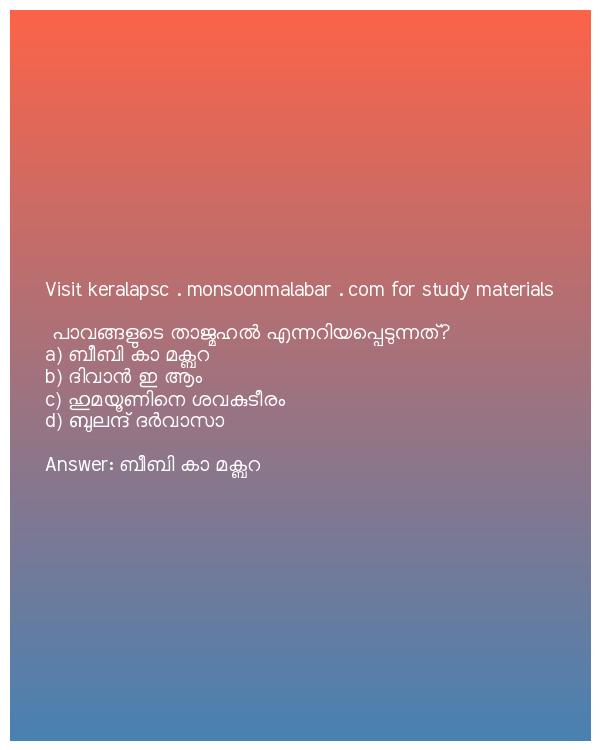 Visit keralapsc . monsoonmalabar . com for study materials
പാവങ്ങളുടെ താജ്മഹൽ എന്നറിയപ്പെടുന്നത്?
a) ബീബി കാ മക്ബറ
b) ദിവാൻ ഇ ആം
c) ഹുമയൂണിനെ ശവകുടീരം
d) ബുലന്ദ് ദർവാസാ
Answer: ബീബി കാ മക്ബറ